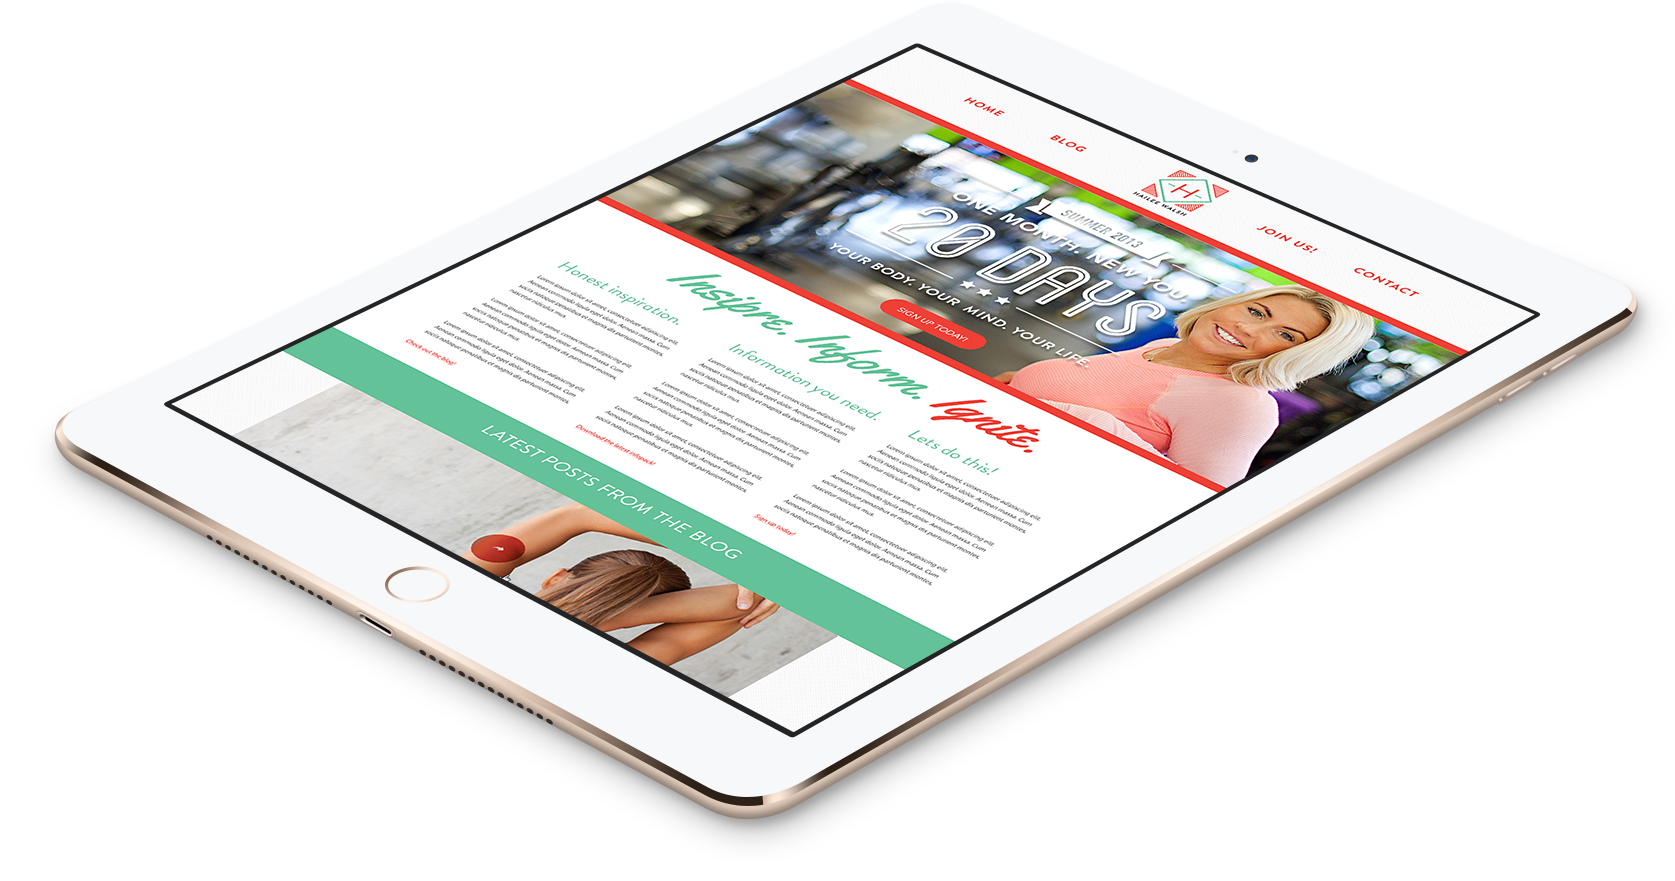 HOME
BLOG
HAILEE WALSH
H
JOIN US!
CONTACT
SUMMER 2013
ONE MONTH. NEW YOU.
20 DAYS
YOUR BODY. YOUR MIND. YOUR LIFE.
SIGN UP TODAY!
Insipre. Inform. Ignite.
Honest inspiration.
Lorem ipsum dolor sit amet, consectetuer adipiscing elit.
Aenean commodo ligula eget dolor. Aenean massa. Cum
sociis natoque penatibus et magnis dis parturient montes,
nascetur ridiculus mus.
Lorem ipsum dolor sit amet, consectetuer adipiscing elit.
Aenean commodo ligula eget dolor. Aenean massa. Cum
sociis natoque penatibus et magnis dis parturient montes,
nascetur ridiculus mus.
Lorem ipsum dolor sit amet, consectetuer adipiscing elit.
Aenean commodo ligula eget dolor. Aenean massa. Cum
sociis natoque penatibus et magnis dis parturient montes.
Check out the blog!
Information you need.
Lorem ipsum dolor sit amet, consectetuer adipiscing elit.
Aenean commodo ligula eget dolor. Aenean massa. Cum
sociis natoque penatibus et magnis dis parturient montes,
nascetur ridiculus mus.
Lorem ipsum dolor sit amet, consectetuer adipiscing elit.
Aenean commodo ligula eget dolor. Aenean massa. Cum
sociis natoque penatibus et magnis dis parturient montes,
nascetur ridiculus mus.
Lorem ipsum dolor sit amet, consectetuer adipiscing elit.
Aenean commodo ligula eget dolor. Aenean massa. Cum
sociis natoque penatibus et magnis dis parturient montes.
Download the latest infopack!
Lets do this!
Lorem ipsum dolor sit amet, consectetuer adipiscing elit.
Aenean commodo ligula eget dolor. Aenean massa. Cum
sociis natoque penatibus et magnis dis parturient montes,
nascetur ridiculus mus.
Lorem ipsum dolor sit amet, consectetuer adipiscing elit.
Aenean commodo ligula eget dolor. Aenean massa. Cum
sociis natoque penatibus et magnis dis parturient montes,
nascetur ridiculus mus.
Lorem ipsum dolor sit amet, consectetuer adipiscing elit.
Aenean commodo ligula eget dolor. Aenean massa. Cum
sociis natoque penatibus et magnis dis parturient montes.
Sign up today!
LATEST POSTS FROM THE BLOG